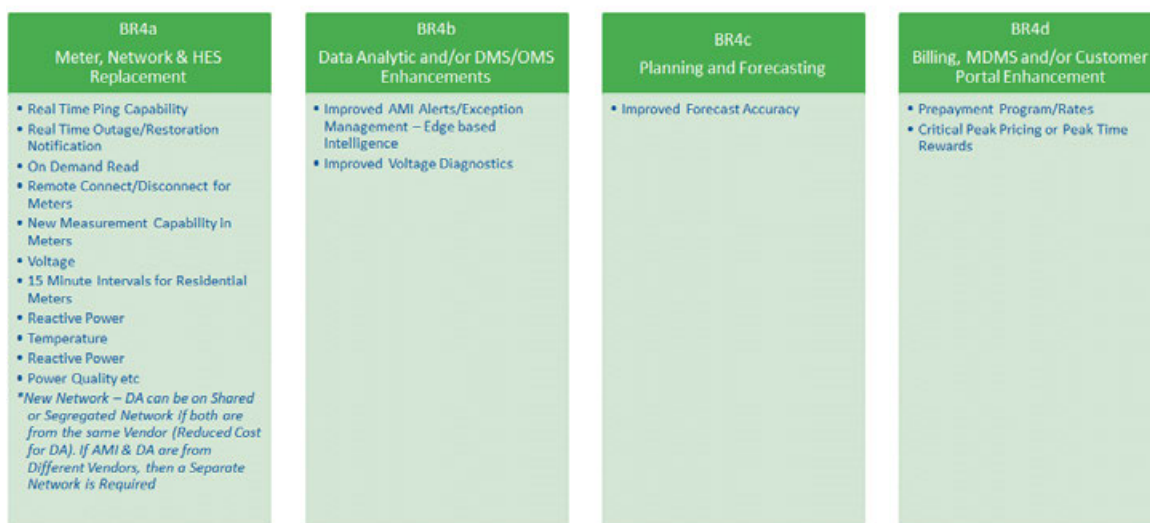 BR4a
Meter, Network & HES
Replacement
• Real Time Ping Capability
• Real Time Outage/Restoration
Notification
• On Demand Read
• Remote Connect/Disconnect for
Meters
• New Measurement Capability in
Meters
• Voltage
• 15 Minute Intervals for Residential
Meters
• Reactive Power
• Temperature
• Reactive Power
• Power Quality etc
*New Network – DA can be on Shared
or Segregated Network if both are
from the same Vendor (Reduced Cost
for DA). If AMI & DA are from
Different Vendors, then a Separate
Network is Required
BR4b
Data Analytic and/or DMS/OMS
Enhancements
• Improved AMI Alerts/Exception
Management – Edge based
Intelligence
• Improved Voltage Diagnostics
BR4c
Planning and Forecasting
• Improved Forecast Accuracy
BR4d
Billing, MDMS and/or Customer
Portal Enhancement
• Prepayment Program/Rates
• Critical Peak Pricing or Peak Time
Rewards